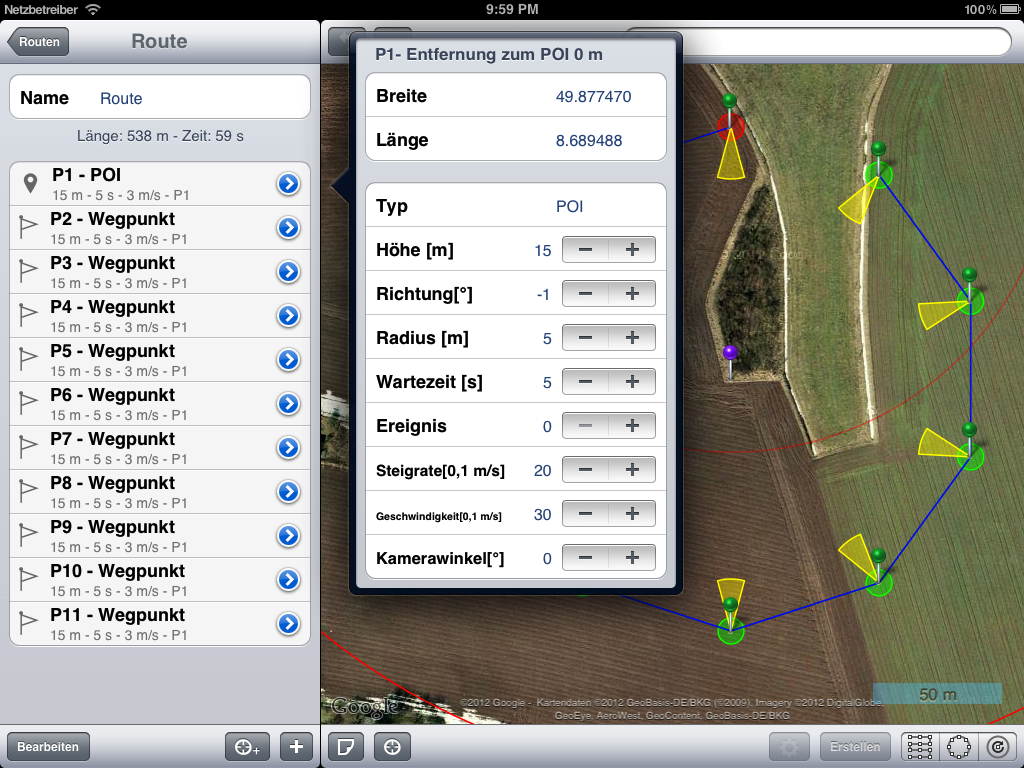 Netzbetreiber
9:59 PM
100%
Routen
Route
Name Route
Länge: 538 m - Zeit: 59 s
P1 - POI
15 m - 5 s - 3 m/s - P1
P2 - Wegpunkt
15 m - 5 s - 3 m/s - P1
P3 - Wegpunkt
15 m - 5 s - 3 m/s - P1
P4 - Wegpunkt
15 m - 5 s - 3 m/s - P1
P5 - Wegpunkt
15 m - 5 s - 3 m/s - P1
P6 - Wegpunkt
15 m - 5 s - 3 m/s - P1
P7 - Wegpunkt
15 m - 5 s - 3 m/s - P1
P8 - Wegpunkt
15 m - 5 s - 3 m/s - P1
P9 - Wegpunkt
15 m - 5 s - 3 m/s - P1
P10 - Wegpunkt
15 m - 5 s - 3 m/s - P1
P11 - Wegpunkt
15 m - 5 s - 3 m/s - P1
Bearbeiten
P1- Entfernung zum POI 0 m
Breite 49.877470
Länge 8.689488
Typ POI
Höhe [m] 15 − +
Richtung[°] -1 − +
Radius [m] 5 − +
Wartezeit [s] 5 − +
Ereignis 0 − +
Steigrate[0,1 m/s] 20 − +
Geschwindigkeit[0,1 m/s] 30 − +
Kamerawinkel[°] 0 − +
© 2012 Google
50 m
Google
©2012 Google - Kartendaten ©2012 GeoBasis-DE/BKG (©2009), Imagery ©2012 DigitalGlobe,
GeoEye, AeroWest, GeoContent, GeoBasis-DE/BKG
Erstellen